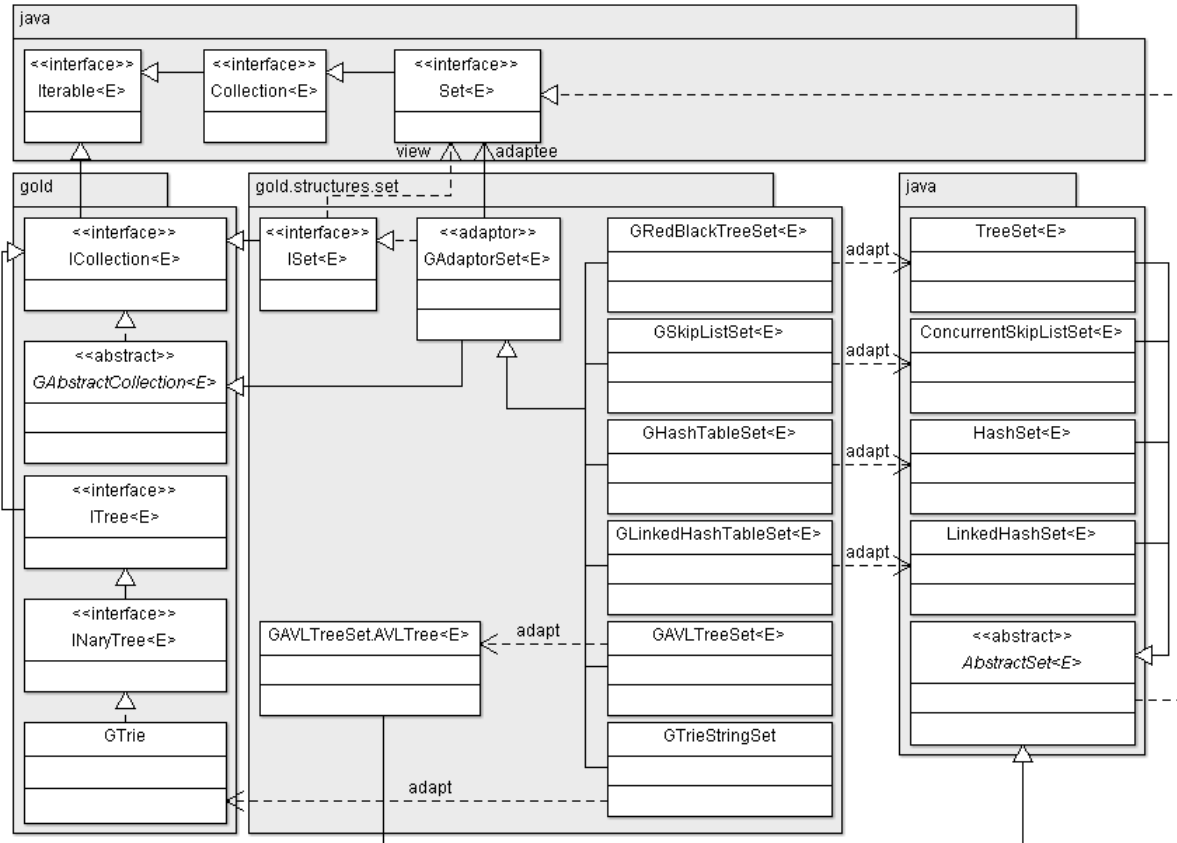 java
<<interface>>
Iterable<E>
<<interface>>
Collection<E>
<<interface>>
Set<E>
view
adaptee
gold
<<interface>>
ICollection<E>
<<abstract>>
GAbstractCollection<E>
<<interface>>
ITree<E>
<<interface>>
INaryTree<E>
GTrie
gold.structures.set
<<interface>>
ISet<E>
<<adaptor>>
GAdaptorSet<E>
GRedBlackTreeSet<E>
adapt
GSkipListSet<E>
adapt
GHashTableSet<E>
adapt
GLinkedHashTableSet<E>
adapt
GAVLTreeSet.AVLTree<E>
adapt
GAVLTreeSet<E>
GTrieStringSet
adapt
java
TreeSet<E>
ConcurrentSkipListSet<E>
HashSet<E>
LinkedHashSet<E>
<<abstract>>
AbstractSet<E>